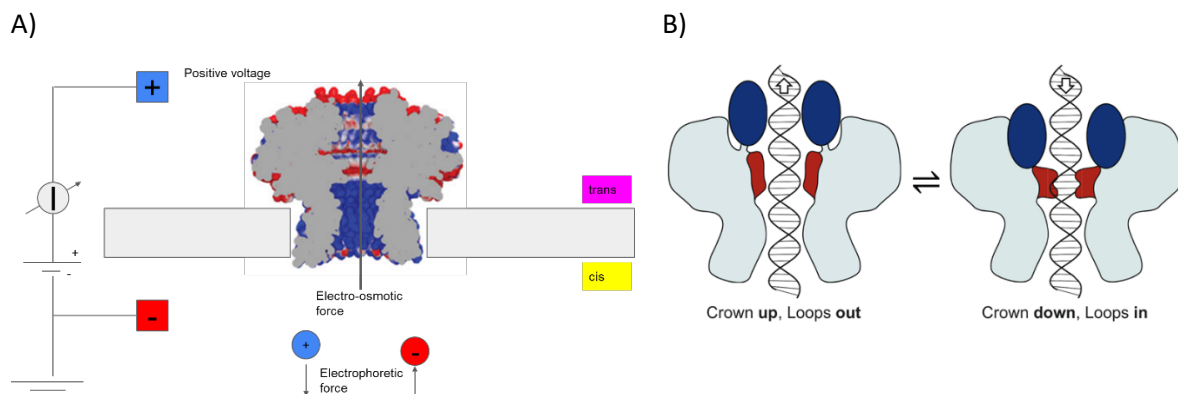 A)
B)
Positive voltage
+
I
+
-
-
trans
cis
Electro-osmotic
force
+
-
Electrophoretic
force
Crown up, Loops out
Crown down, Loops in